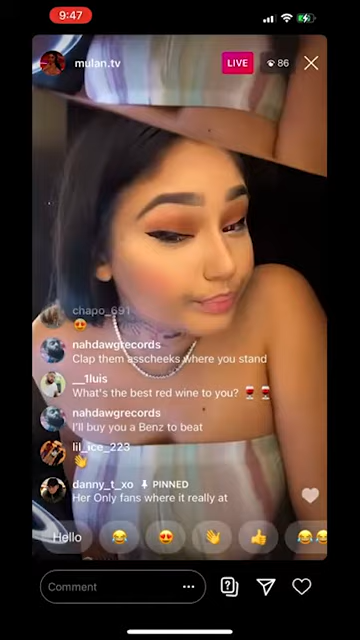 9:47
mulan.tv
LIVE
86
chapo_691
😍
nahdawgrecords
Clap them asscheeks where you stand
__1luis
What's the best red wine to you? 🍷🍷
nahdawgrecords
I'll buy you a Benz to beat
lil_ice_223
👋
danny_t_xo PINNED
Her Only fans where it really at
Hello 😂 😍 👋 👍 😂
Comment